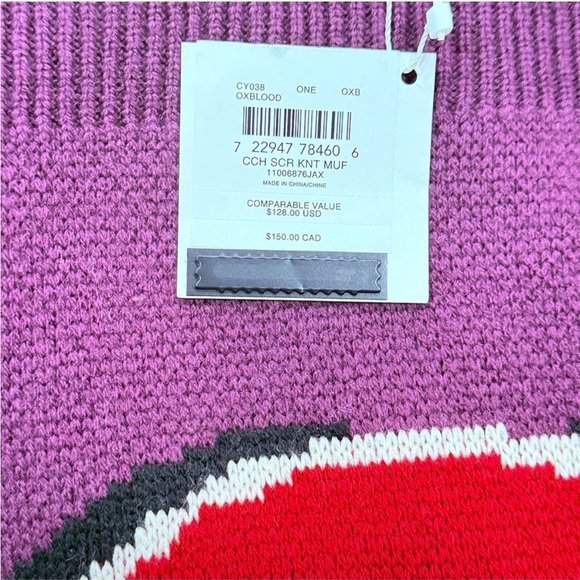 CY038 ONE OXB
OXBLOOD
7 22947 78460 6
CCH SCR KNT MUF
11006876JAX
MADE IN CHINA/CHINE
COMPARABLE VALUE
$128.00 USD
$150.00 CAD